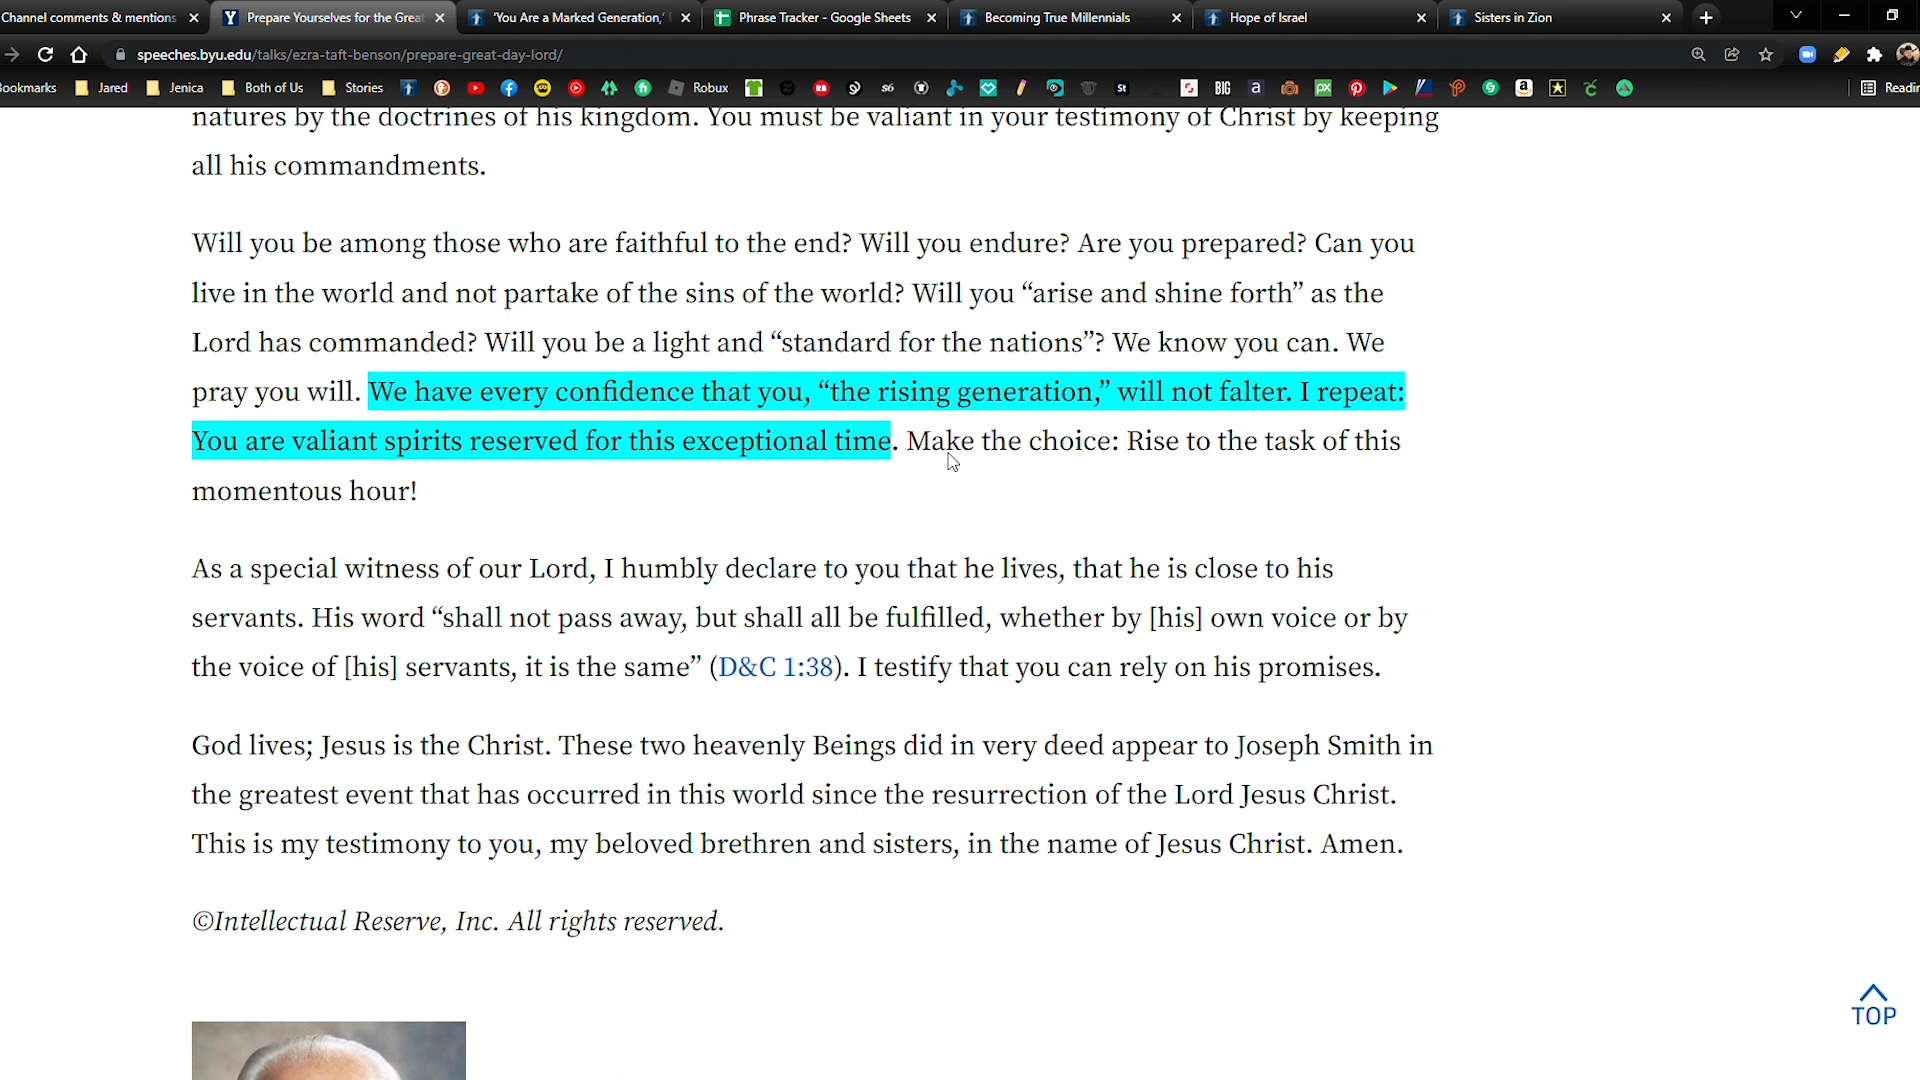 Channel comments & mentions
Prepare Yourselves for the Grea
'You Are a Marked Generation,'
Phrase Tracker - Google Sheets
Becoming True Millennials
Hope of Israel
Sisters in Zion
speeches.byu.edu/talks/ezra-taft-benson/prepare-great-day-lord/
Bookmarks Jared Jenica Both of Us Stories Robux BIG Readin
natures by the doctrines of his kingdom. You must be valiant in your testimony of Christ by keeping
all his commandments.
Will you be among those who are faithful to the end? Will you endure? Are you prepared? Can you
live in the world and not partake of the sins of the world? Will you “arise and shine forth” as the
Lord has commanded? Will you be a light and “standard for the nations”? We know you can. We
pray you will. We have every confidence that you, “the rising generation,” will not falter. I repeat:
You are valiant spirits reserved for this exceptional time. Make the choice: Rise to the task of this
momentous hour!
As a special witness of our Lord, I humbly declare to you that he lives, that he is close to his
servants. His word “shall not pass away, but shall all be fulfilled, whether by [his] own voice or by
the voice of [his] servants, it is the same” (D&C 1:38). I testify that you can rely on his promises.
God lives; Jesus is the Christ. These two heavenly Beings did in very deed appear to Joseph Smith in
the greatest event that has occurred in this world since the resurrection of the Lord Jesus Christ.
This is my testimony to you, my beloved brethren and sisters, in the name of Jesus Christ. Amen.
©Intellectual Reserve, Inc. All rights reserved.
TOP